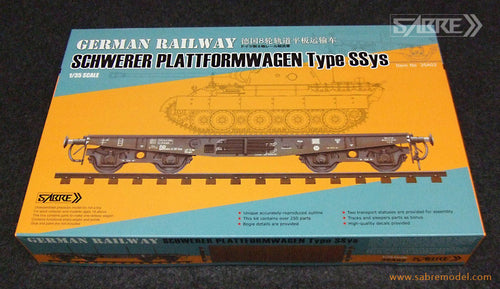 SABRE
GERMAN RAILWAY 德国8轮轨道平板运输车
SCHWERER PLATTFORMWAGEN Type SSys
1/35 SCALE
Item No. 35A02
SABRE
• Unique accurately-reproduced outline
• This kit contains over 250 parts
• Bogie details are provided
• Two transport statuses are provided for assembly.
• Tracks and sleepers parts as bonus
• High-quality decals provided
GERMAN RAILWAY SCHWERER PLATTFORMWAGEN Type SSys
www.sabremodel.com